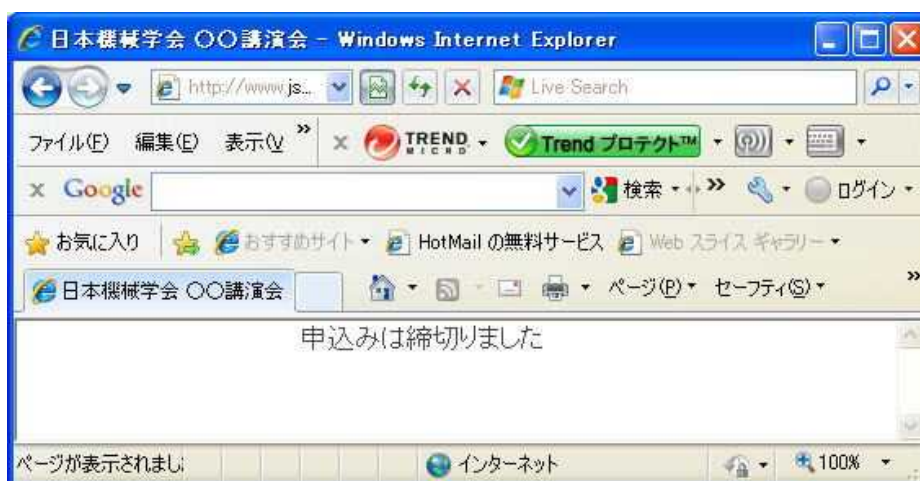 日本機械学会 〇〇講演会 - Windows Internet Explorer
http://www.js... Live Search
ファイル(F) 編集(E) 表示(V » x TREND MICRO Trend プロテクト™
x Google 検索 » ログイン
お気に入り おすすめサイト HotMail の無料サービス Web スライス ギャラリー
日本機械学会 〇〇講演会 ページ(P) セーフティ(S) »
申込みは締切りました
ページが表示されまし インターネット 100%